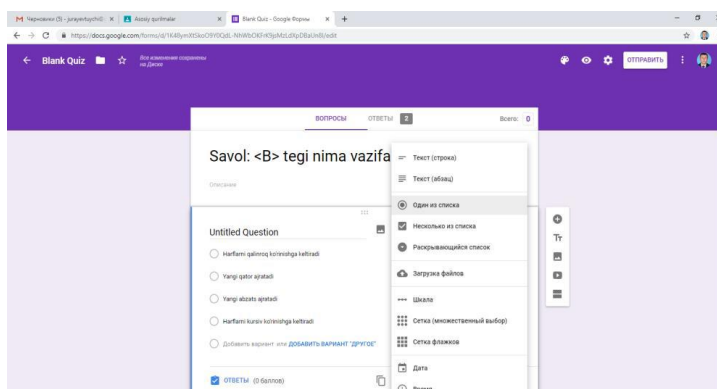 Черновики (5) - jurayevtuychi@
Asosiy qurilmalar
Blank Quiz - Google Формы
https://docs.google.com/forms/d/
/edit
Blank Quiz
Все изменения сохранены
на Диске
ОТПРАВИТЬ
ВОПРОСЫ
ОТВЕТЫ 2
Всего: 0
Savol: <B> tegi nima vazifa
Описание
Текст (строка)
Текст (абзац)
Один из списка
Несколько из списка
Раскрывающийся список
Загрузка файлов
Шкала
Сетка (множественный выбор)
Сетка флажков
Дата
Время
Untitled Question
Harflarni qalinroq ko'rinishga keltiradi
Yangi qator ajratadi
Yangi abzats ajratadi
Harflarni kursiv ko'rinishga keltiradi
Добавить вариант или ДОБАВИТЬ ВАРИАНТ "ДРУГОЕ"
ОТВЕТЫ (0 баллов)
Тт